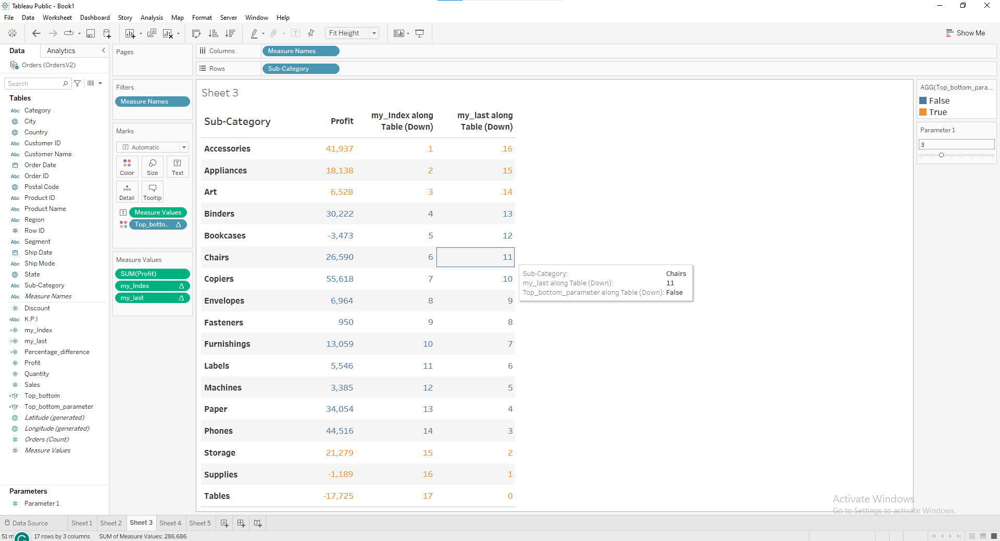 Tableau Public - Book1
File Data Worksheet Dashboard Story Analysis Map Format Server Window Help
Fit Height
Show Me
Data Analytics
Orders (OrdersV2)
Search
Tables
Abc Category
City
Country
Abc Customer ID
Abc Customer Name
Order Date
Abc Order ID
Postal Code
Abc Product ID
Abc Product Name
Abc Region
# Row ID
Abc Segment
Ship Date
Abc Ship Mode
State
Abc Sub-Category
Abc Measure Names
# Discount
=Abc K.P.I
=# my_Index
=# my_last
=# Percentage_difference
# Profit
# Quantity
# Sales
=T|F Top_bottom
=T|F Top_bottom_parameter
Latitude (generated)
Longitude (generated)
# Orders (Count)
# Measure Values
Parameters
# Parameter 1
Pages
Filters
Measure Names
Marks
T Automatic
Color Size Text
Detail Tooltip
T Measure Values
Top_botto.. Δ
Measure Values
SUM(Profit)
my_Index Δ
my_last Δ
Columns Measure Names
Rows Sub-Category
Sheet 3
Sub-Category Profit my_Index along Table (Down) my_last along Table (Down)
Accessories 41,937 1 16
Appliances 18,138 2 15
Art 6,528 3 14
Binders 30,222 4 13
Bookcases -3,473 5 12
Chairs 26,590 6 11
Copiers 55,618 7 10
Envelopes 6,964 8 9
Fasteners 950 9 8
Furnishings 13,059 10 7
Labels 5,546 11 6
Machines 3,385 12 5
Paper 34,054 13 4
Phones 44,516 14 3
Storage 21,279 15 2
Supplies -1,189 16 1
Tables -17,725 17 0
Sub-Category: Chairs
my_last along Table (Down): 11
Top_bottom_parameter along Table (Down): False
AGG(Top_bottom_para...
False
True
Parameter 1
3
Activate Windows
Go to Settings to activate Windows.
Data Source Sheet 1 Sheet 2 Sheet 3 Sheet 4 Sheet 5
51 m 17 rows by 3 columns SUM of Measure Values: 286,686